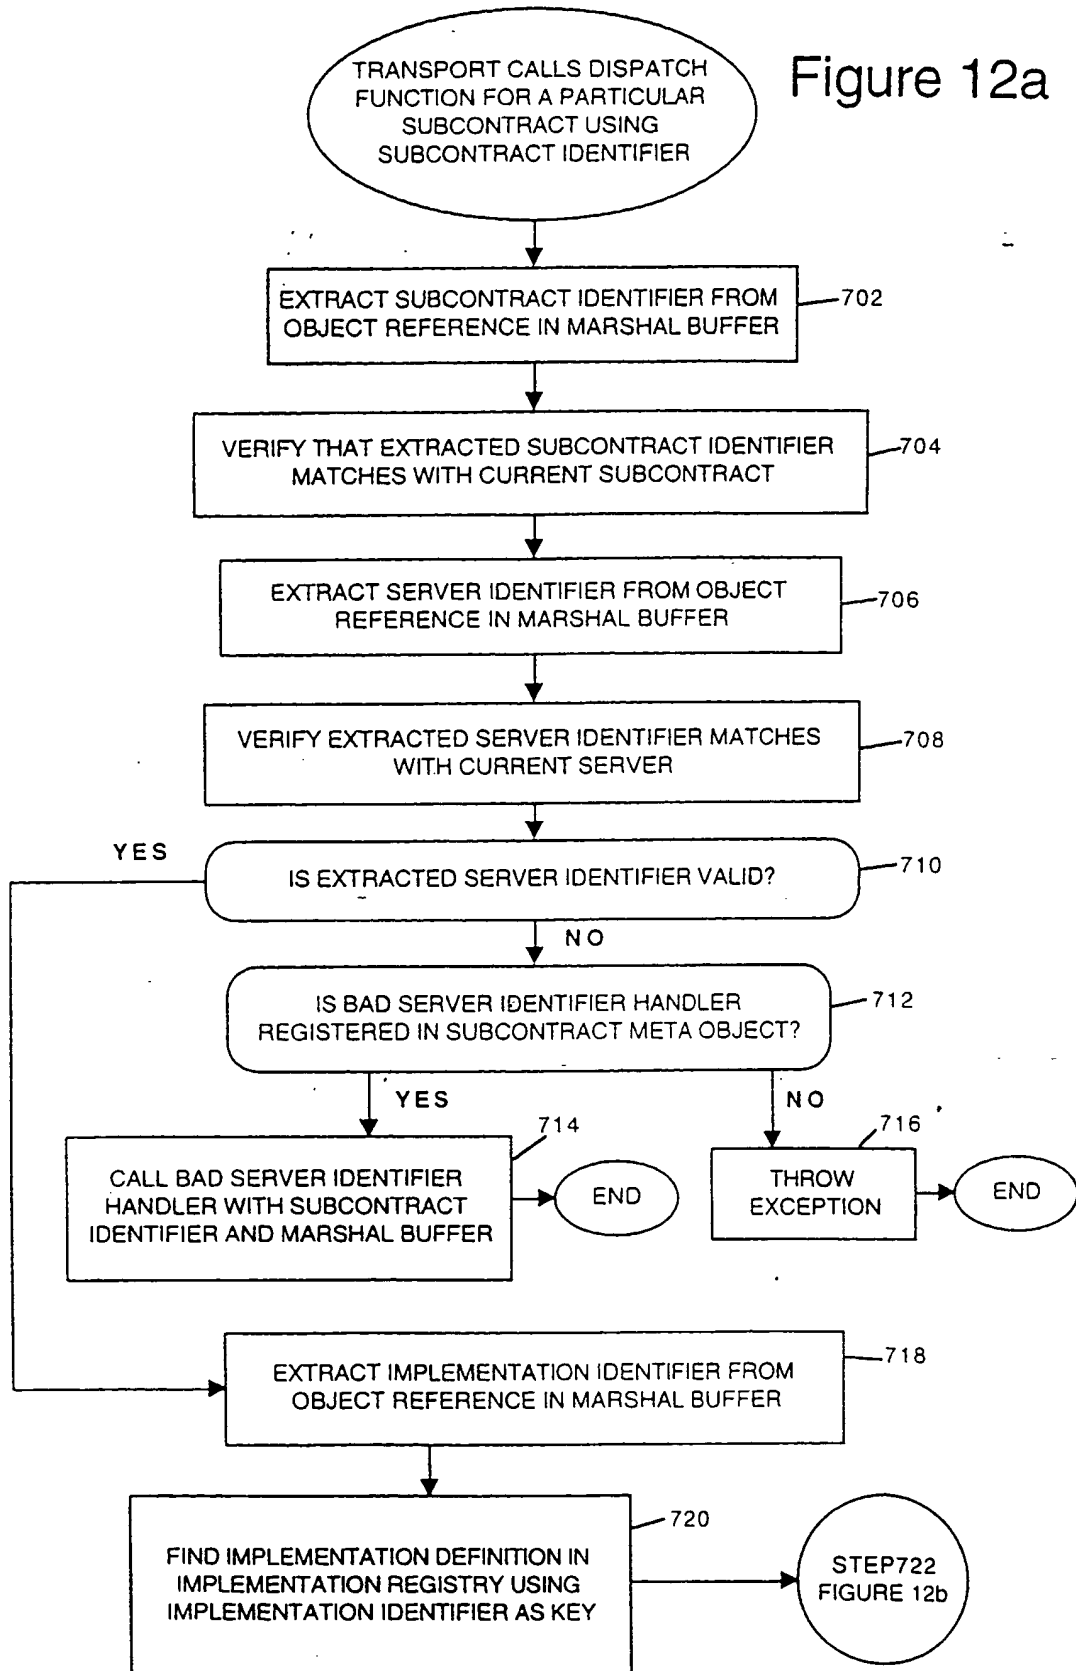 Figure 12a
TRANSPORT CALLS DISPATCH
FUNCTION FOR A PARTICULAR
SUBCONTRACT USING
SUBCONTRACT IDENTIFIER
EXTRACT SUBCONTRACT IDENTIFIER FROM
OBJECT REFERENCE IN MARSHAL BUFFER
702
VERIFY THAT EXTRACTED SUBCONTRACT IDENTIFIER
MATCHES WITH CURRENT SUBCONTRACT
704
EXTRACT SERVER IDENTIFIER FROM OBJECT
REFERENCE IN MARSHAL BUFFER
706
VERIFY EXTRACTED SERVER IDENTIFIER MATCHES
WITH CURRENT SERVER
708
YES
IS EXTRACTED SERVER IDENTIFIER VALID?
710
NO
IS BAD SERVER IDENTIFIER HANDLER
REGISTERED IN SUBCONTRACT META OBJECT?
712
YES
NO
714
CALL BAD SERVER IDENTIFIER
HANDLER WITH SUBCONTRACT
IDENTIFIER AND MARSHAL BUFFER
END
716
THROW
EXCEPTION
END
EXTRACT IMPLEMENTATION IDENTIFIER FROM
OBJECT REFERENCE IN MARSHAL BUFFER
718
FIND IMPLEMENTATION DEFINITION IN
IMPLEMENTATION REGISTRY USING
IMPLEMENTATION IDENTIFIER AS KEY
720
STEP722
FIGURE 12b